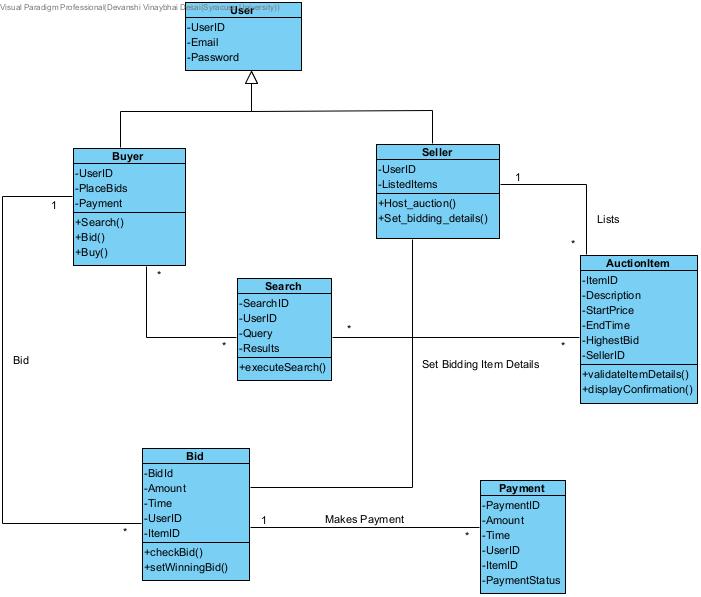 Visual Paradigm Professional(Devanshi Vinaybhai Desai(Syracuse University))
User
-UserID
-Email
-Password
Buyer
-UserID
-PlaceBids
-Payment
+Search()
+Bid()
+Buy()
Seller
-UserID
-ListedItems
+Host_auction()
+Set_bidding_details()
1
Lists
*
1
*
AuctionItem
-ItemID
-Description
-StartPrice
-EndTime
-HighestBid
-SellerID
+validateItemDetails()
+displayConfirmation()
Search
-SearchID
-UserID
-Query
-Results
+executeSearch()
*
*
*
Set Bidding Item Details
Bid
Bid
-BidId
-Amount
-Time
-UserID
-ItemID
+checkBid()
+setWinningBid()
*
1
Makes Payment
*
Payment
-PaymentID
-Amount
-Time
-UserID
-ItemID
-PaymentStatus